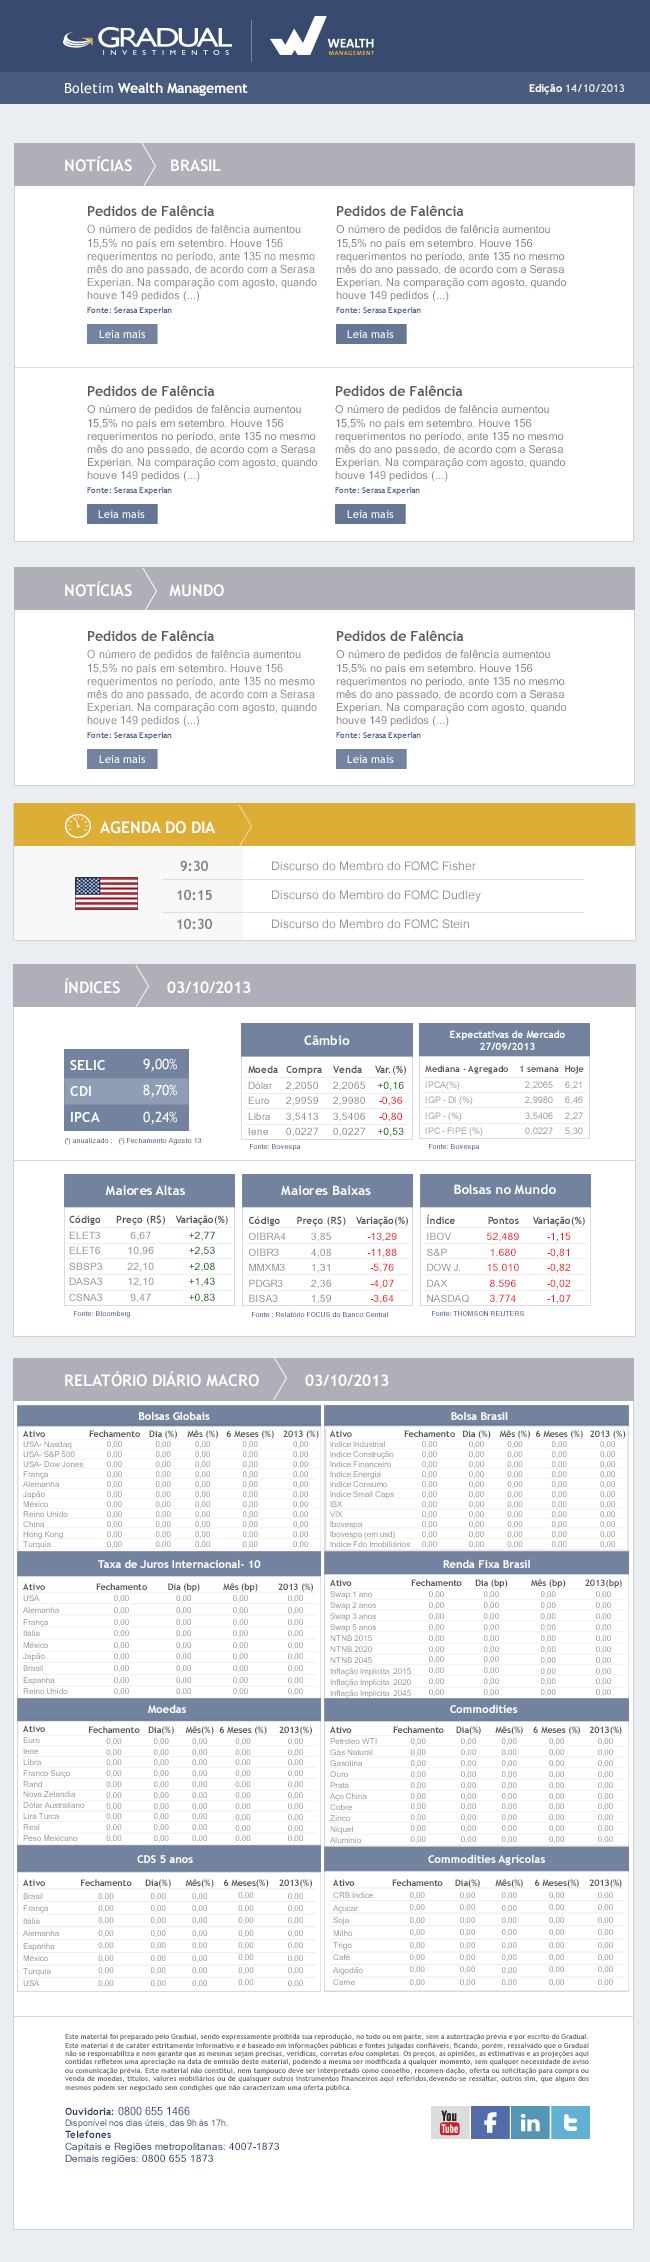 GRADUAL
INVESTIMENTOS
WEALTH
MANAGEMENT
Boletim Wealth Management
Edição 14/10/2013
NOTÍCIAS BRASIL
Pedidos de Falência
O número de pedidos de falência aumentou
15,5% no país em setembro. Houve 156
requerimentos no período, ante 135 no mesmo
mês do ano passado, de acordo com a Serasa
Experian. Na comparação com agosto, quando
houve 149 pedidos (...)
Fonte: Serasa Experian
Leia mais
Pedidos de Falência
O número de pedidos de falência aumentou
15,5% no país em setembro. Houve 156
requerimentos no período, ante 135 no mesmo
mês do ano passado, de acordo com a Serasa
Experian. Na comparação com agosto, quando
houve 149 pedidos (...)
Fonte: Serasa Experian
Leia mais
Pedidos de Falência
O número de pedidos de falência aumentou
15,5% no país em setembro. Houve 156
requerimentos no período, ante 135 no mesmo
mês do ano passado, de acordo com a Serasa
Experian. Na comparação com agosto, quando
houve 149 pedidos (...)
Fonte: Serasa Experian
Leia mais
Pedidos de Falência
O número de pedidos de falência aumentou
15,5% no país em setembro. Houve 156
requerimentos no período, ante 135 no mesmo
mês do ano passado, de acordo com a Serasa
Experian. Na comparação com agosto, quando
houve 149 pedidos (...)
Fonte: Serasa Experian
Leia mais
NOTÍCIAS MUNDO
Pedidos de Falência
O número de pedidos de falência aumentou
15,5% no país em setembro. Houve 156
requerimentos no período, ante 135 no mesmo
mês do ano passado, de acordo com a Serasa
Experian. Na comparação com agosto, quando
houve 149 pedidos (...)
Fonte: Serasa Experian
Leia mais
Pedidos de Falência
O número de pedidos de falência aumentou
15,5% no país em setembro. Houve 156
requerimentos no período, ante 135 no mesmo
mês do ano passado, de acordo com a Serasa
Experian. Na comparação com agosto, quando
houve 149 pedidos (...)
Fonte: Serasa Experian
Leia mais
AGENDA DO DIA
9:30 Discurso do Membro do FOMC Fisher
10:15 Discurso do Membro do FOMC Dudley
10:30 Discurso do Membro do FOMC Stein
ÍNDICES 03/10/2013
SELIC 9,00%
CDI 8,70%
IPCA 0,24%
(¹) anualizado ; (²) Fechamento Agosto 13
Câmbio
Moeda Compra Venda Var.(%)
Dólar 2,2050 2,2065 +0,16
Euro 2,9959 2,9980 -0,36
Libra 3,5413 3,5406 -0,80
Iene 0,0227 0,0227 +0,53
Fonte: Bovespa
Expectativas de Mercado
27/09/2013
Mediana - Agregado 1 semana Hoje
IPCA(%) 2,2065 6,21
IGP - DI (%) 2,9980 6,46
IGP - (%) 3,5406 2,27
IPC - FIPE (%) 0,0227 5,30
Fonte: Bovespa
Maiores Altas
Código Preço (R$) Variação(%)
ELET3 6,67 +2,77
ELET6 10,96 +2,53
SBSP3 22,10 +2,08
DASA3 12,10 +1,43
CSNA3 9,47 +0,83
Fonte: Bloomberg
Maiores Baixas
Código Preço (R$) Variação(%)
OIBRA4 3,85 -13,29
OIBR3 4,08 -11,88
MMXM3 1,31 -5,76
PDGR3 2,36 -4,07
BISA3 1,59 -3,64
Fonte : Relatório FOCUS do Banco Central
Bolsas no Mundo
Índice Pontos Variação(%)
IBOV 52,489 -1,15
S&P 1.680 -0,81
DOW J. 15.010 -0,82
DAX 8.596 -0,02
NASDAQ 3.774 -1,07
Fonte: THOMSON REUTERS
RELATÓRIO DIÁRIO MACRO 03/10/2013
Bolsas Globais
Ativo Fechamento Dia (%) Mês (%) 6 Meses (%) 2013 (%)
USA- Nasdaq 0,00 0,00 0,00 0,00 0,00
USA- S&P 500 0,00 0,00 0,00 0,00 0,00
USA- Dow Jones 0,00 0,00 0,00 0,00 0,00
França 0,00 0,00 0,00 0,00 0,00
Alemanha 0,00 0,00 0,00 0,00 0,00
Japão 0,00 0,00 0,00 0,00 0,00
México 0,00 0,00 0,00 0,00 0,00
Reino Unido 0,00 0,00 0,00 0,00 0,00
China 0,00 0,00 0,00 0,00 0,00
Hong Kong 0,00 0,00 0,00 0,00 0,00
Turquia 0,00 0,00 0,00 0,00 0,00
Bolsa Brasil
Ativo Fechamento Dia (%) Mês (%) 6 Meses (%) 2013 (%)
Indice Industrial 0,00 0,00 0,00 0,00 0,00
Indice Construção 0,00 0,00 0,00 0,00 0,00
Indice Financeiro 0,00 0,00 0,00 0,00 0,00
Indice Energia 0,00 0,00 0,00 0,00 0,00
Indice Consumo 0,00 0,00 0,00 0,00 0,00
Indice Small Caps 0,00 0,00 0,00 0,00 0,00
IBX 0,00 0,00 0,00 0,00 0,00
VIX 0,00 0,00 0,00 0,00 0,00
Ibovespa 0,00 0,00 0,00 0,00 0,00
Ibovespa (em usd) 0,00 0,00 0,00 0,00 0,00
Indice Fdo Imobiliários 0,00 0,00 0,00 0,00 0,00
Taxa de Juros Internacional- 10
Ativo Fechamento Dia (bp) Mês (bp) 2013 (%)
USA 0,00 0,00 0,00 0,00
Alemanha 0,00 0,00 0,00 0,00
França 0,00 0,00 0,00 0,00
Itália 0,00 0,00 0,00 0,00
México 0,00 0,00 0,00 0,00
Japão 0,00 0,00 0,00 0,00
Brasil 0,00 0,00 0,00 0,00
Espanha 0,00 0,00 0,00 0,00
Reino Unido 0,00 0,00 0,00 0,00
Renda Fixa Brasil
Ativo Fechamento Dia (bp) Mês (bp) 2013(bp)
Swap 1 ano 0,00 0,00 0,00 0,00
Swap 2 anos 0,00 0,00 0,00 0,00
Swap 3 anos 0,00 0,00 0,00 0,00
Swap 5 anos 0,00 0,00 0,00 0,00
NTNB 2015 0,00 0,00 0,00 0,00
NTNB 2020 0,00 0,00 0,00 0,00
NTNB 2045 0,00 0,00 0,00 0,00
Inflação Implícita 2015 0,00 0,00 0,00 0,00
Inflação Implícita 2020 0,00 0,00 0,00 0,00
Inflação Implícita 2045 0,00 0,00 0,00 0,00
Moedas
Ativo Fechamento Dia(%) Mês(%) 6 Meses (%) 2013(%)
Euro 0,00 0,00 0,00 0,00 0,00
Iene 0,00 0,00 0,00 0,00 0,00
Libra 0,00 0,00 0,00 0,00 0,00
Franco Suiço 0,00 0,00 0,00 0,00 0,00
Rand 0,00 0,00 0,00 0,00 0,00
Nova Zelandia 0,00 0,00 0,00 0,00 0,00
Dólar Australiano 0,00 0,00 0,00 0,00 0,00
Lira Turca 0,00 0,00 0,00 0,00 0,00
Real 0,00 0,00 0,00 0,00 0,00
Peso Mexicano 0,00 0,00 0,00 0,00 0,00
Commodities
Ativo Fechamento Dia(%) Mês(%) 6 Meses (%) 2013(%)
Petroleo WTI 0,00 0,00 0,00 0,00 0,00
Gás Natural 0,00 0,00 0,00 0,00 0,00
Gasolina 0,00 0,00 0,00 0,00 0,00
Ouro 0,00 0,00 0,00 0,00 0,00
Prata 0,00 0,00 0,00 0,00 0,00
Aço China 0,00 0,00 0,00 0,00 0,00
Cobre 0,00 0,00 0,00 0,00 0,00
Zinco 0,00 0,00 0,00 0,00 0,00
Niquel 0,00 0,00 0,00 0,00 0,00
Alumínio 0,00 0,00 0,00 0,00 0,00
CDS 5 anos
Ativo Fechamento Dia(%) Mês(%) 6 Meses(%) 2013(%)
Brasil 0,00 0,00 0,00 0,00 0,00
França 0,00 0,00 0,00 0,00 0,00
Itália 0,00 0,00 0,00 0,00 0,00
Alemanha 0,00 0,00 0,00 0,00 0,00
Espanha 0,00 0,00 0,00 0,00 0,00
México 0,00 0,00 0,00 0,00 0,00
Turquia 0,00 0,00 0,00 0,00 0,00
USA 0,00 0,00 0,00 0,00 0,00
Commodities Agrícolas
Ativo Fechamento Dia(%) Mês(%) 6 Meses(%) 2013(%)
CRB Indice 0,00 0,00 0,00 0,00 0,00
Açucar 0,00 0,00 0,00 0,00 0,00
Soja 0,00 0,00 0,00 0,00 0,00
Milho 0,00 0,00 0,00 0,00 0,00
Trigo 0,00 0,00 0,00 0,00 0,00
Café 0,00 0,00 0,00 0,00 0,00
Algodão 0,00 0,00 0,00 0,00 0,00
Carne 0,00 0,00 0,00 0,00 0,00
Este material foi preparado pelo Gradual, sendo expressamente proibida sua reprodução, no todo ou em parte, sem a autorização prévia e por escrito do Gradual.
Este material é de caráter estritamente informativo e é baseado em informações públicas e fontes julgadas confiáveis, ficando, porém, ressalvado que o Gradual
não se responsabiliza e nem garante que as mesmas sejam precisas, verídicas, corretas e/ou completas. Os preços, as opiniões, as estimativas e as projeções aqui
contidas refletem uma apreciação na data de emissão deste material, podendo a mesma ser modificada a qualquer momento, sem qualquer necessidade de aviso
ou comunicação prévia. Este material não constitui, nem tampouco deve ser interpretado como conselho, recomen-dação, oferta ou solicitação para compra ou
venda de moedas, títulos, valores mobiliários ou de quaisquer outros instrumentos financeiros aqui referidos,devendo-se ressaltar, outros sim, que alguns dos
mesmos podem ser negociado sem condições que não caracterizam uma oferta pública.
Ouvidoria: 0800 655 1466
Disponível nos dias úteis, das 9h às 17h.
Telefones
Capitais e Regiões metropolitanas: 4007-1873
Demais regiões: 0800 655 1873
You
Tube
f
in
t